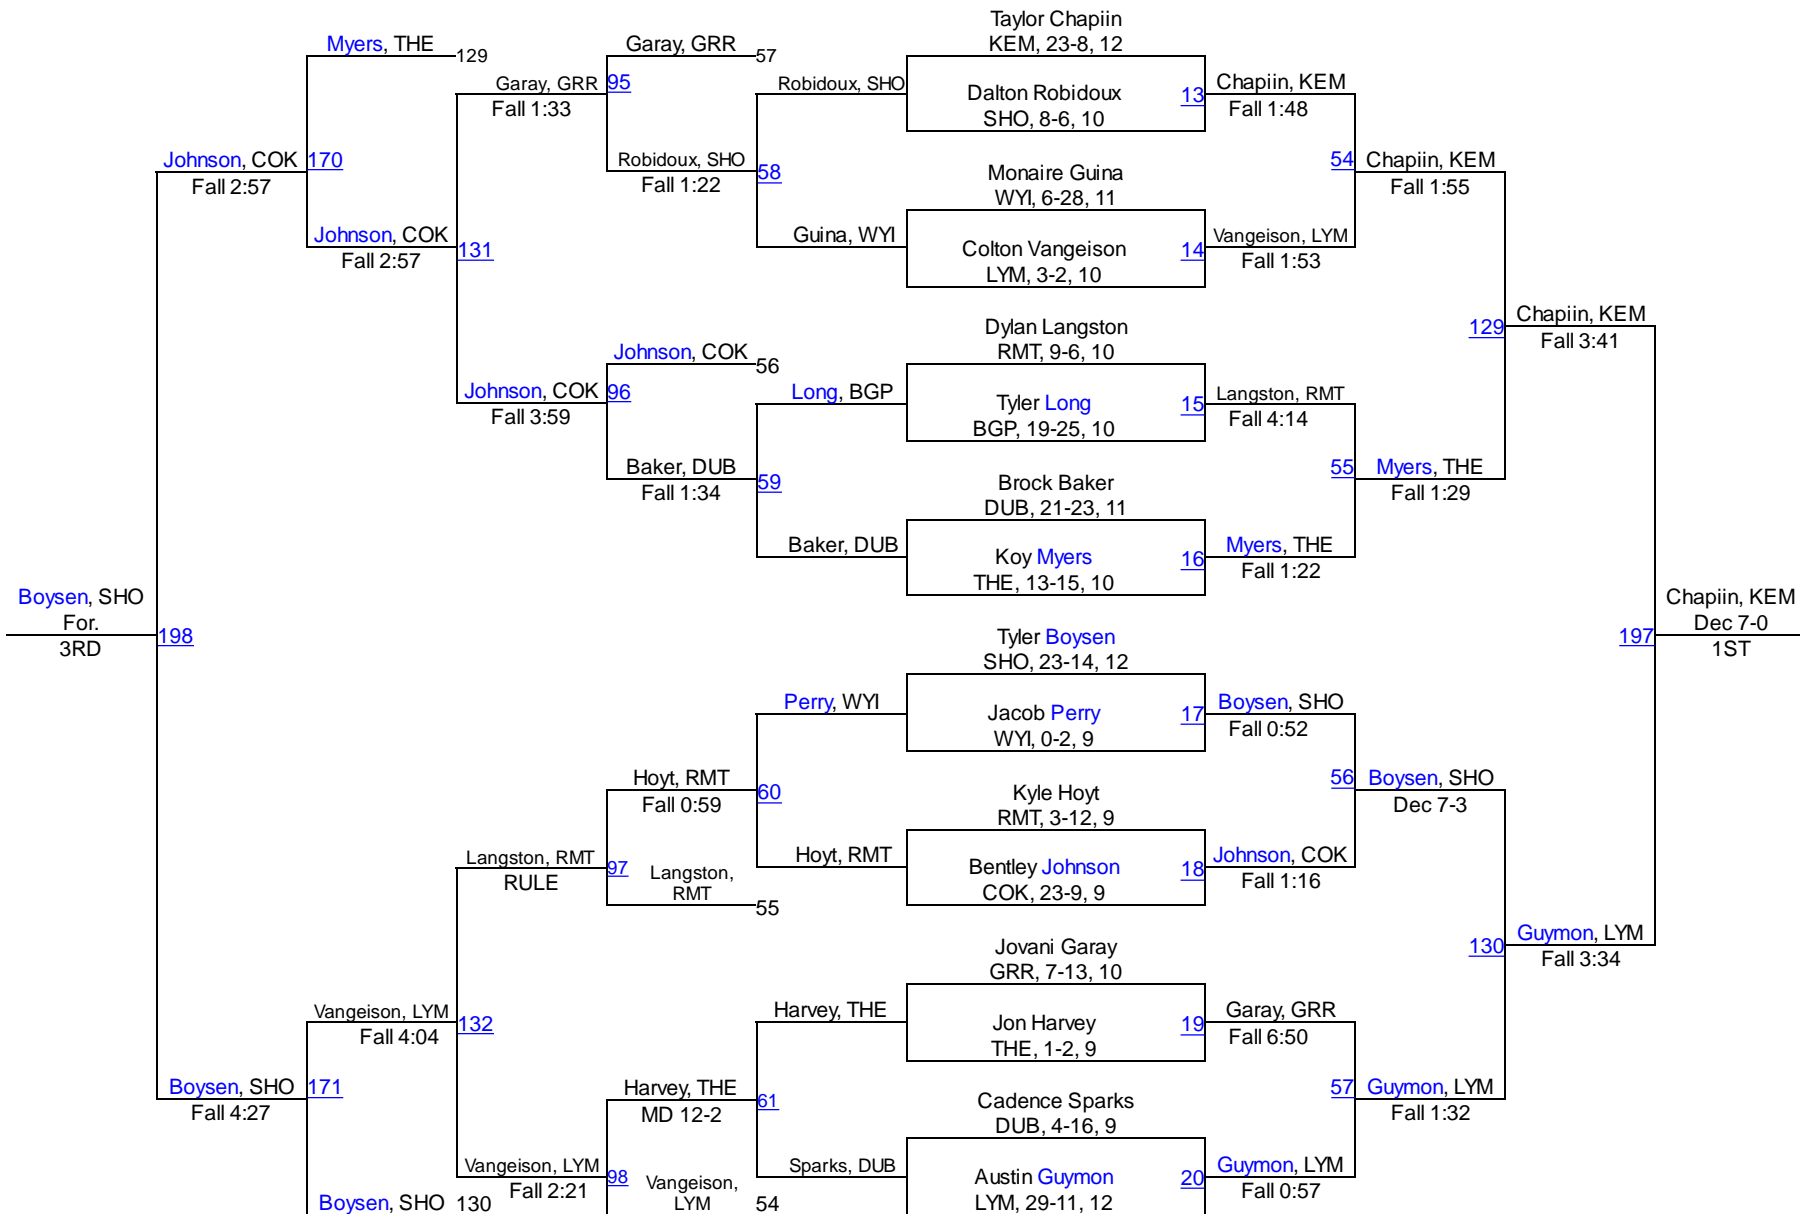 Taylor Chapiin
KEM, 23-8, 12
Myers, THE
129
Garay, GRR
57
Garay, GRR
95
Fall 1:33
Robidoux, SHO
Dalton Robidoux
SHO, 8-6, 10
13
Chapiin, KEM
Fall 1:48
Johnson, COK
170
Fall 2:57
Robidoux, SHO
58
Fall 1:22
Monaire Guina
WYI, 6-28, 11
54
Chapiin, KEM
Fall 1:55
Johnson, COK
131
Fall 2:57
Guina, WYI
Colton Vangeison
LYM, 3-2, 10
14
Vangeison, LYM
Fall 1:53
Dylan Langston
RMT, 9-6, 10
129
Chapiin, KEM
Fall 3:41
Johnson, COK
56
Johnson, COK
96
Fall 3:59
Long, BGP
Tyler Long
BGP, 19-25, 10
15
Langston, RMT
Fall 4:14
Baker, DUB
59
Fall 1:34
Brock Baker
DUB, 21-23, 11
55
Myers, THE
Fall 1:29
Baker, DUB
Koy Myers
THE, 13-15, 10
16
Myers, THE
Fall 1:22
Boysen, SHO
For.
198
3RD
Chapiin, KEM
Dec 7-0
197
1ST
Tyler Boysen
SHO, 23-14, 12
Perry, WYI
Jacob Perry
WYI, 0-2, 9
17
Boysen, SHO
Fall 0:52
Hoyt, RMT
60
Fall 0:59
Kyle Hoyt
RMT, 3-12, 9
56
Boysen, SHO
Dec 7-3
Langston, RMT
97
RULE
Langston,
RMT
55
Hoyt, RMT
Bentley Johnson
COK, 23-9, 9
18
Johnson, COK
Fall 1:16
Jovani Garay
GRR, 7-13, 10
130
Guymon, LYM
Fall 3:34
Vangeison, LYM
132
Fall 4:04
Harvey, THE
Jon Harvey
THE, 1-2, 9
19
Garay, GRR
Fall 6:50
Boysen, SHO
171
Fall 4:27
Harvey, THE
61
MD 12-2
Cadence Sparks
DUB, 4-16, 9
57
Guymon, LYM
Fall 1:32
Vangeison, LYM
98
Fall 2:21
Vangeison,
LYM
54
Sparks, DUB
Austin Guymon
LYM, 29-11, 12
20
Guymon, LYM
Fall 0:57
Boysen, SHO
130